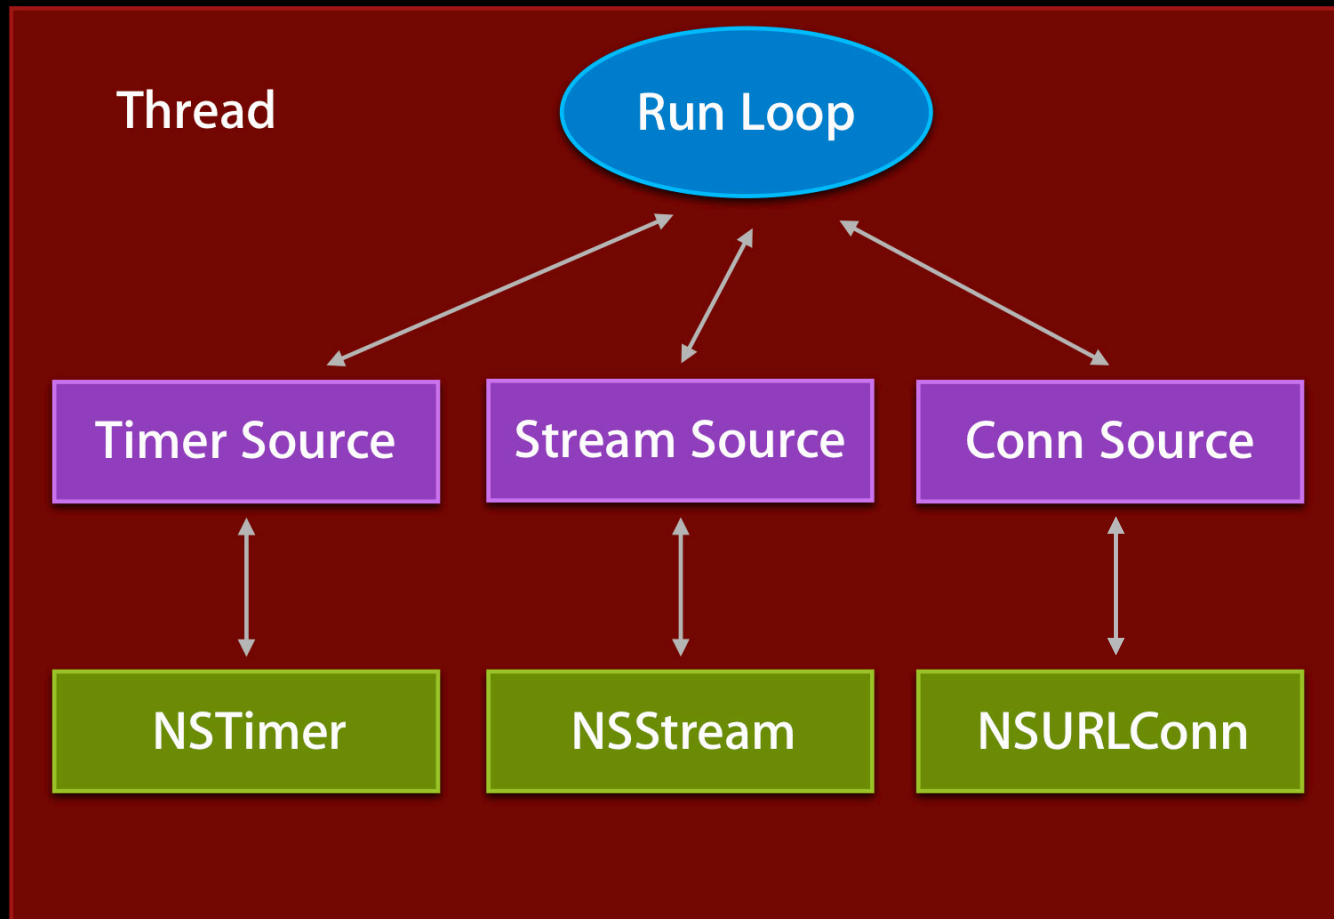 Thread
Run Loop
Timer Source
Stream Source
Conn Source
NSTimer
NSStream
NSURLConn